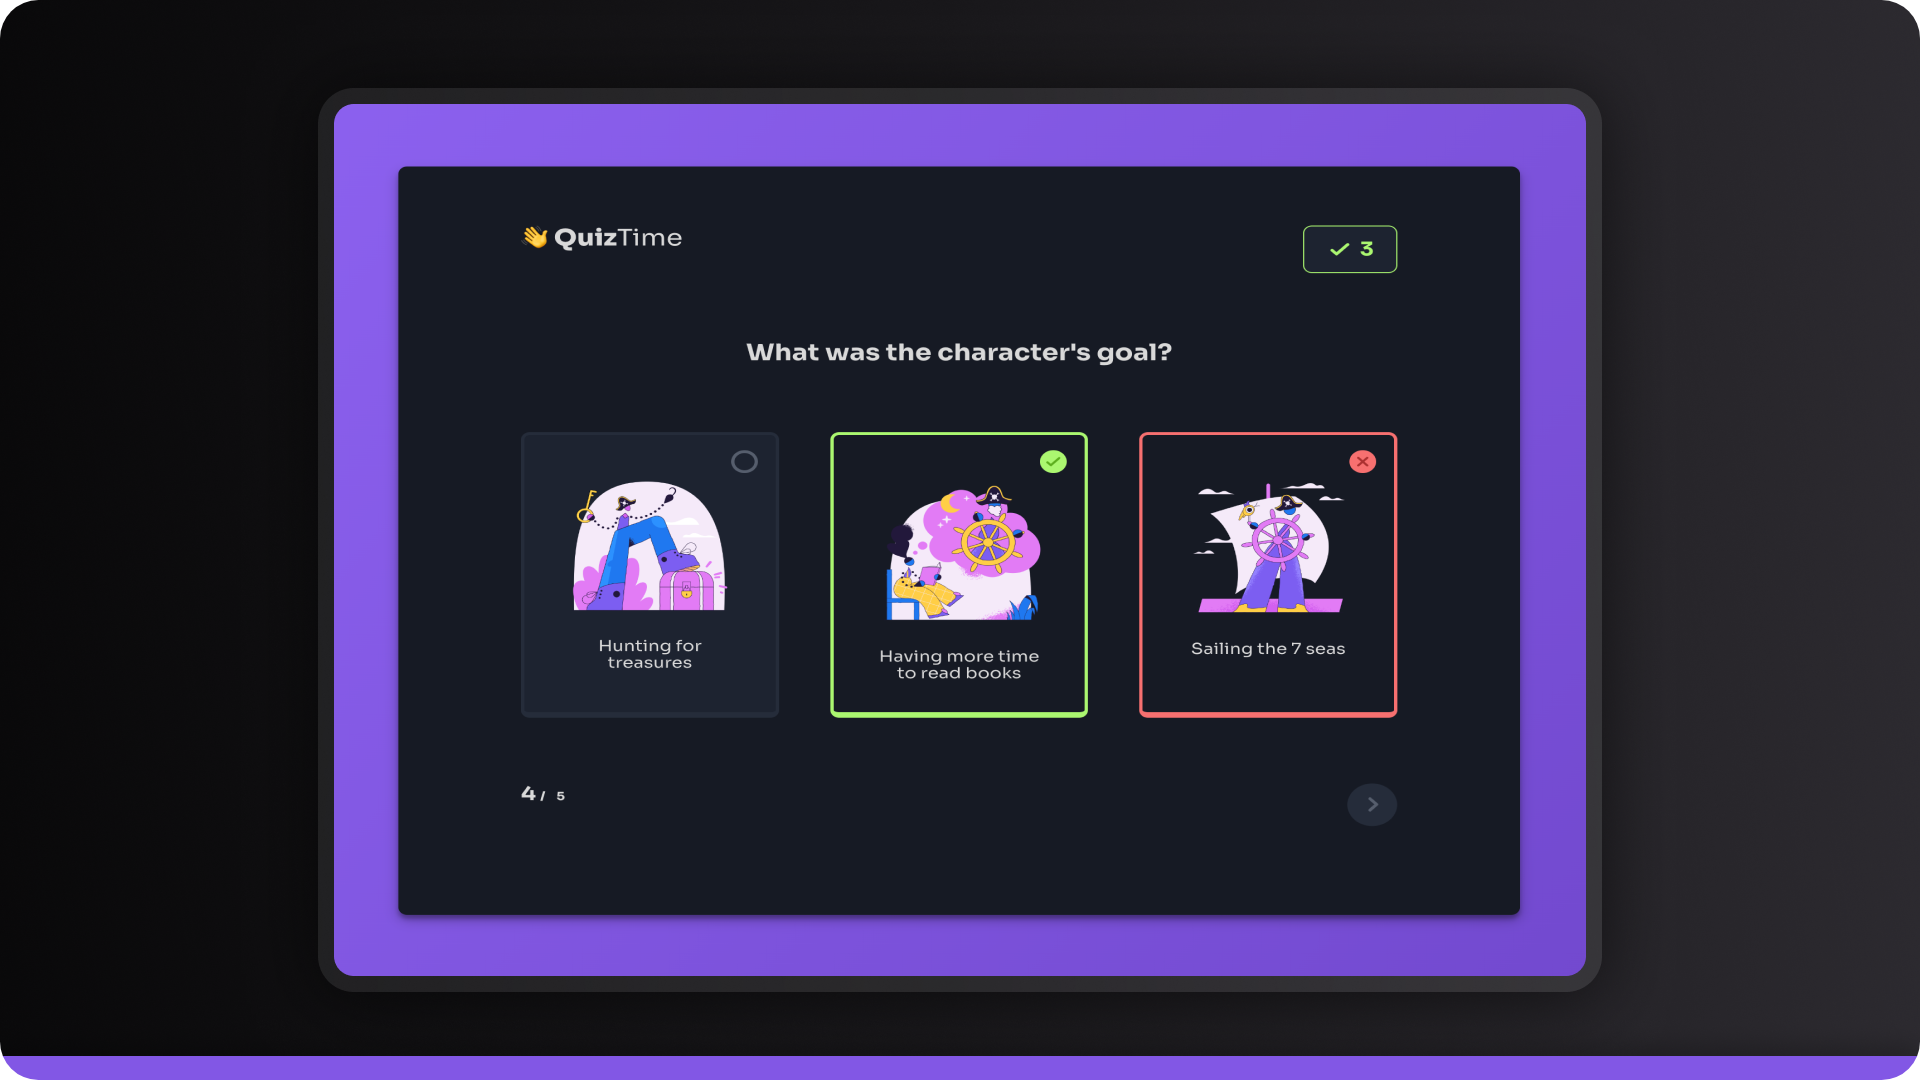 QuizTime
3
What was the character's goal?
Hunting for
treasures
Having more time
to read books
Sailing the 7 seas
4 / 5